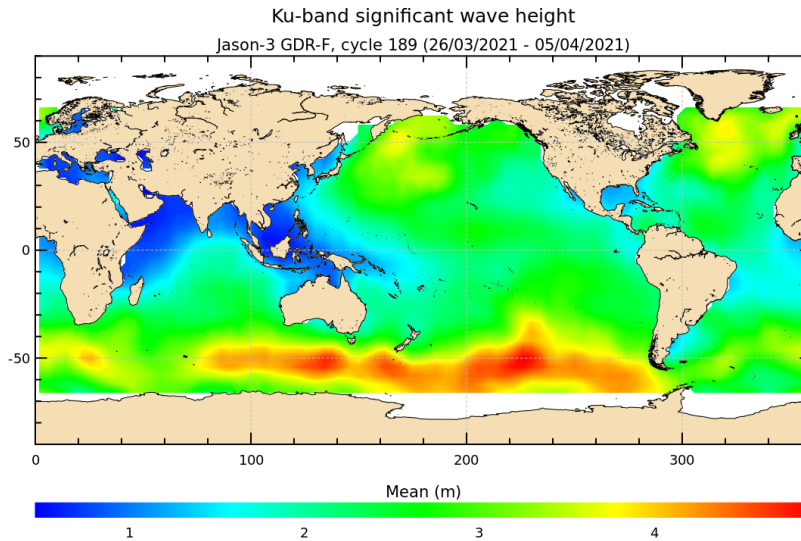 Ku-band significant wave height
Jason-3 GDR-F, cycle 189 (26/03/2021 - 05/04/2021)
50
0
-50
0 100 200 300
Mean (m)
1 2 3 4